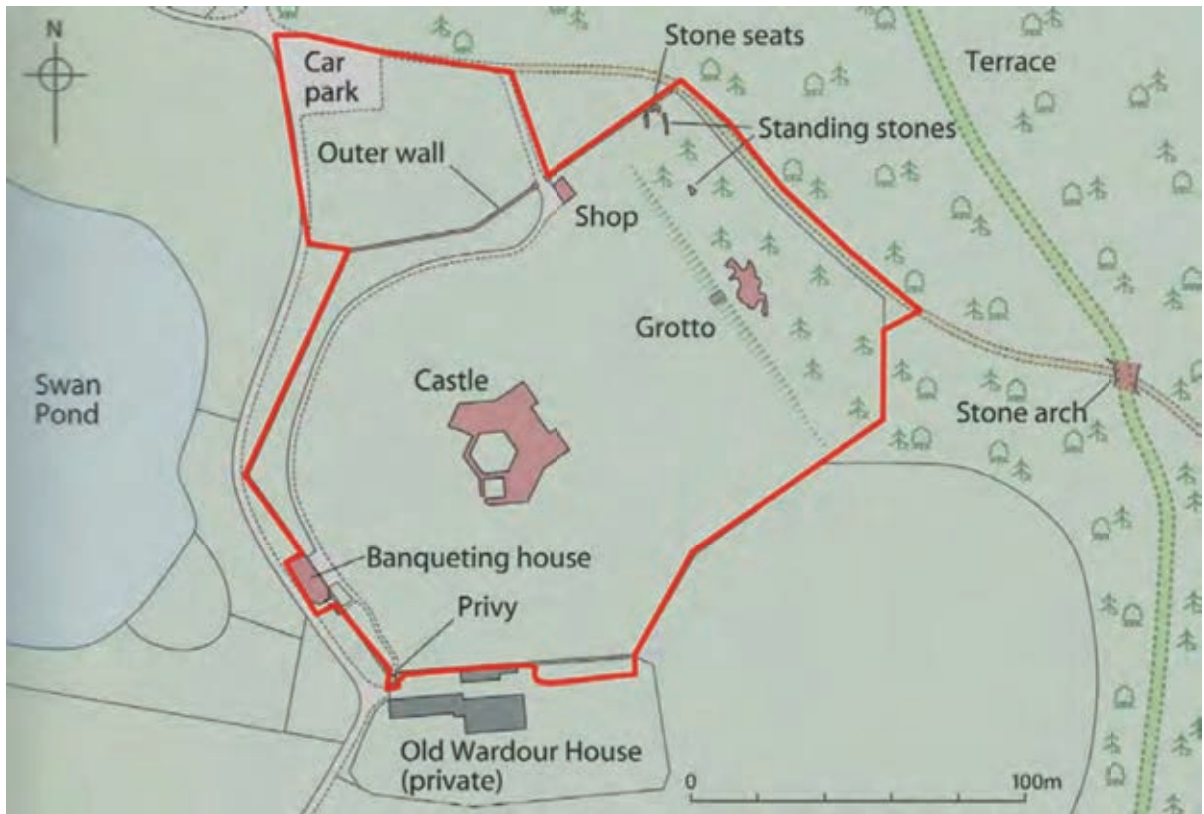 N
Stone seats
Terrace
Car
park
Standing stones
Outer wall
Shop
Grotto
Castle
Swan
Pond
Stone arch
Banqueting house
Privy
Old Wardour House
(private)
0
100m